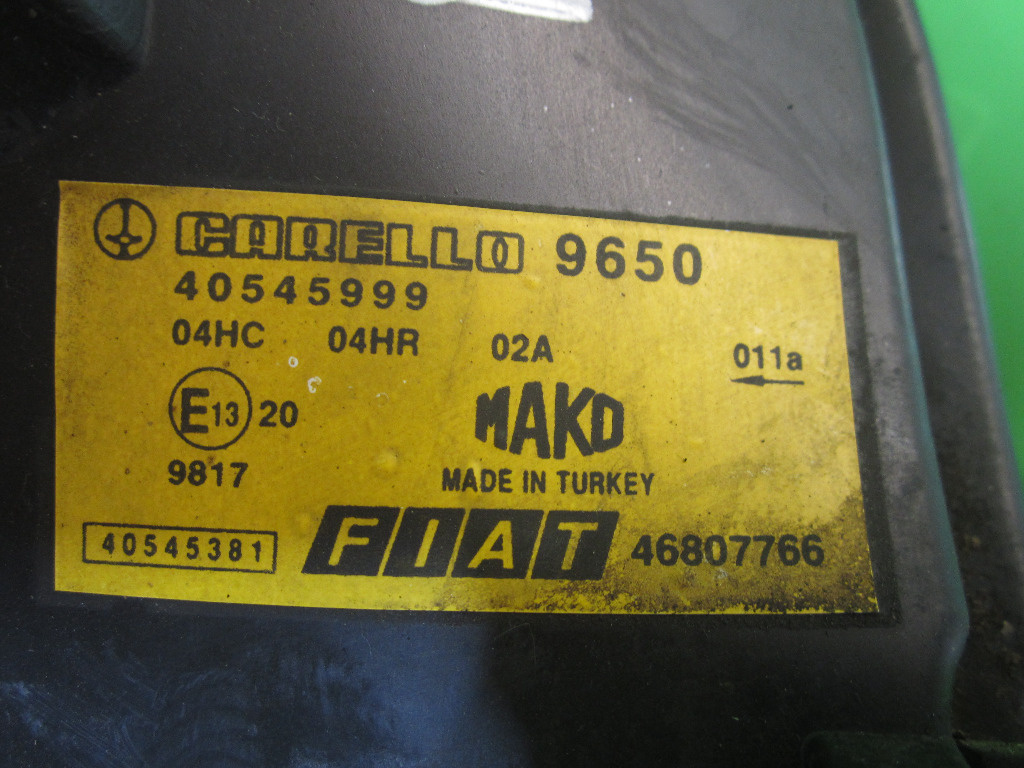 CARELLO 9650
40545999
04HC 04HR 02A 011a
E13 20 MAKO
9817 MADE IN TURKEY
40545381 FIAT 46807766